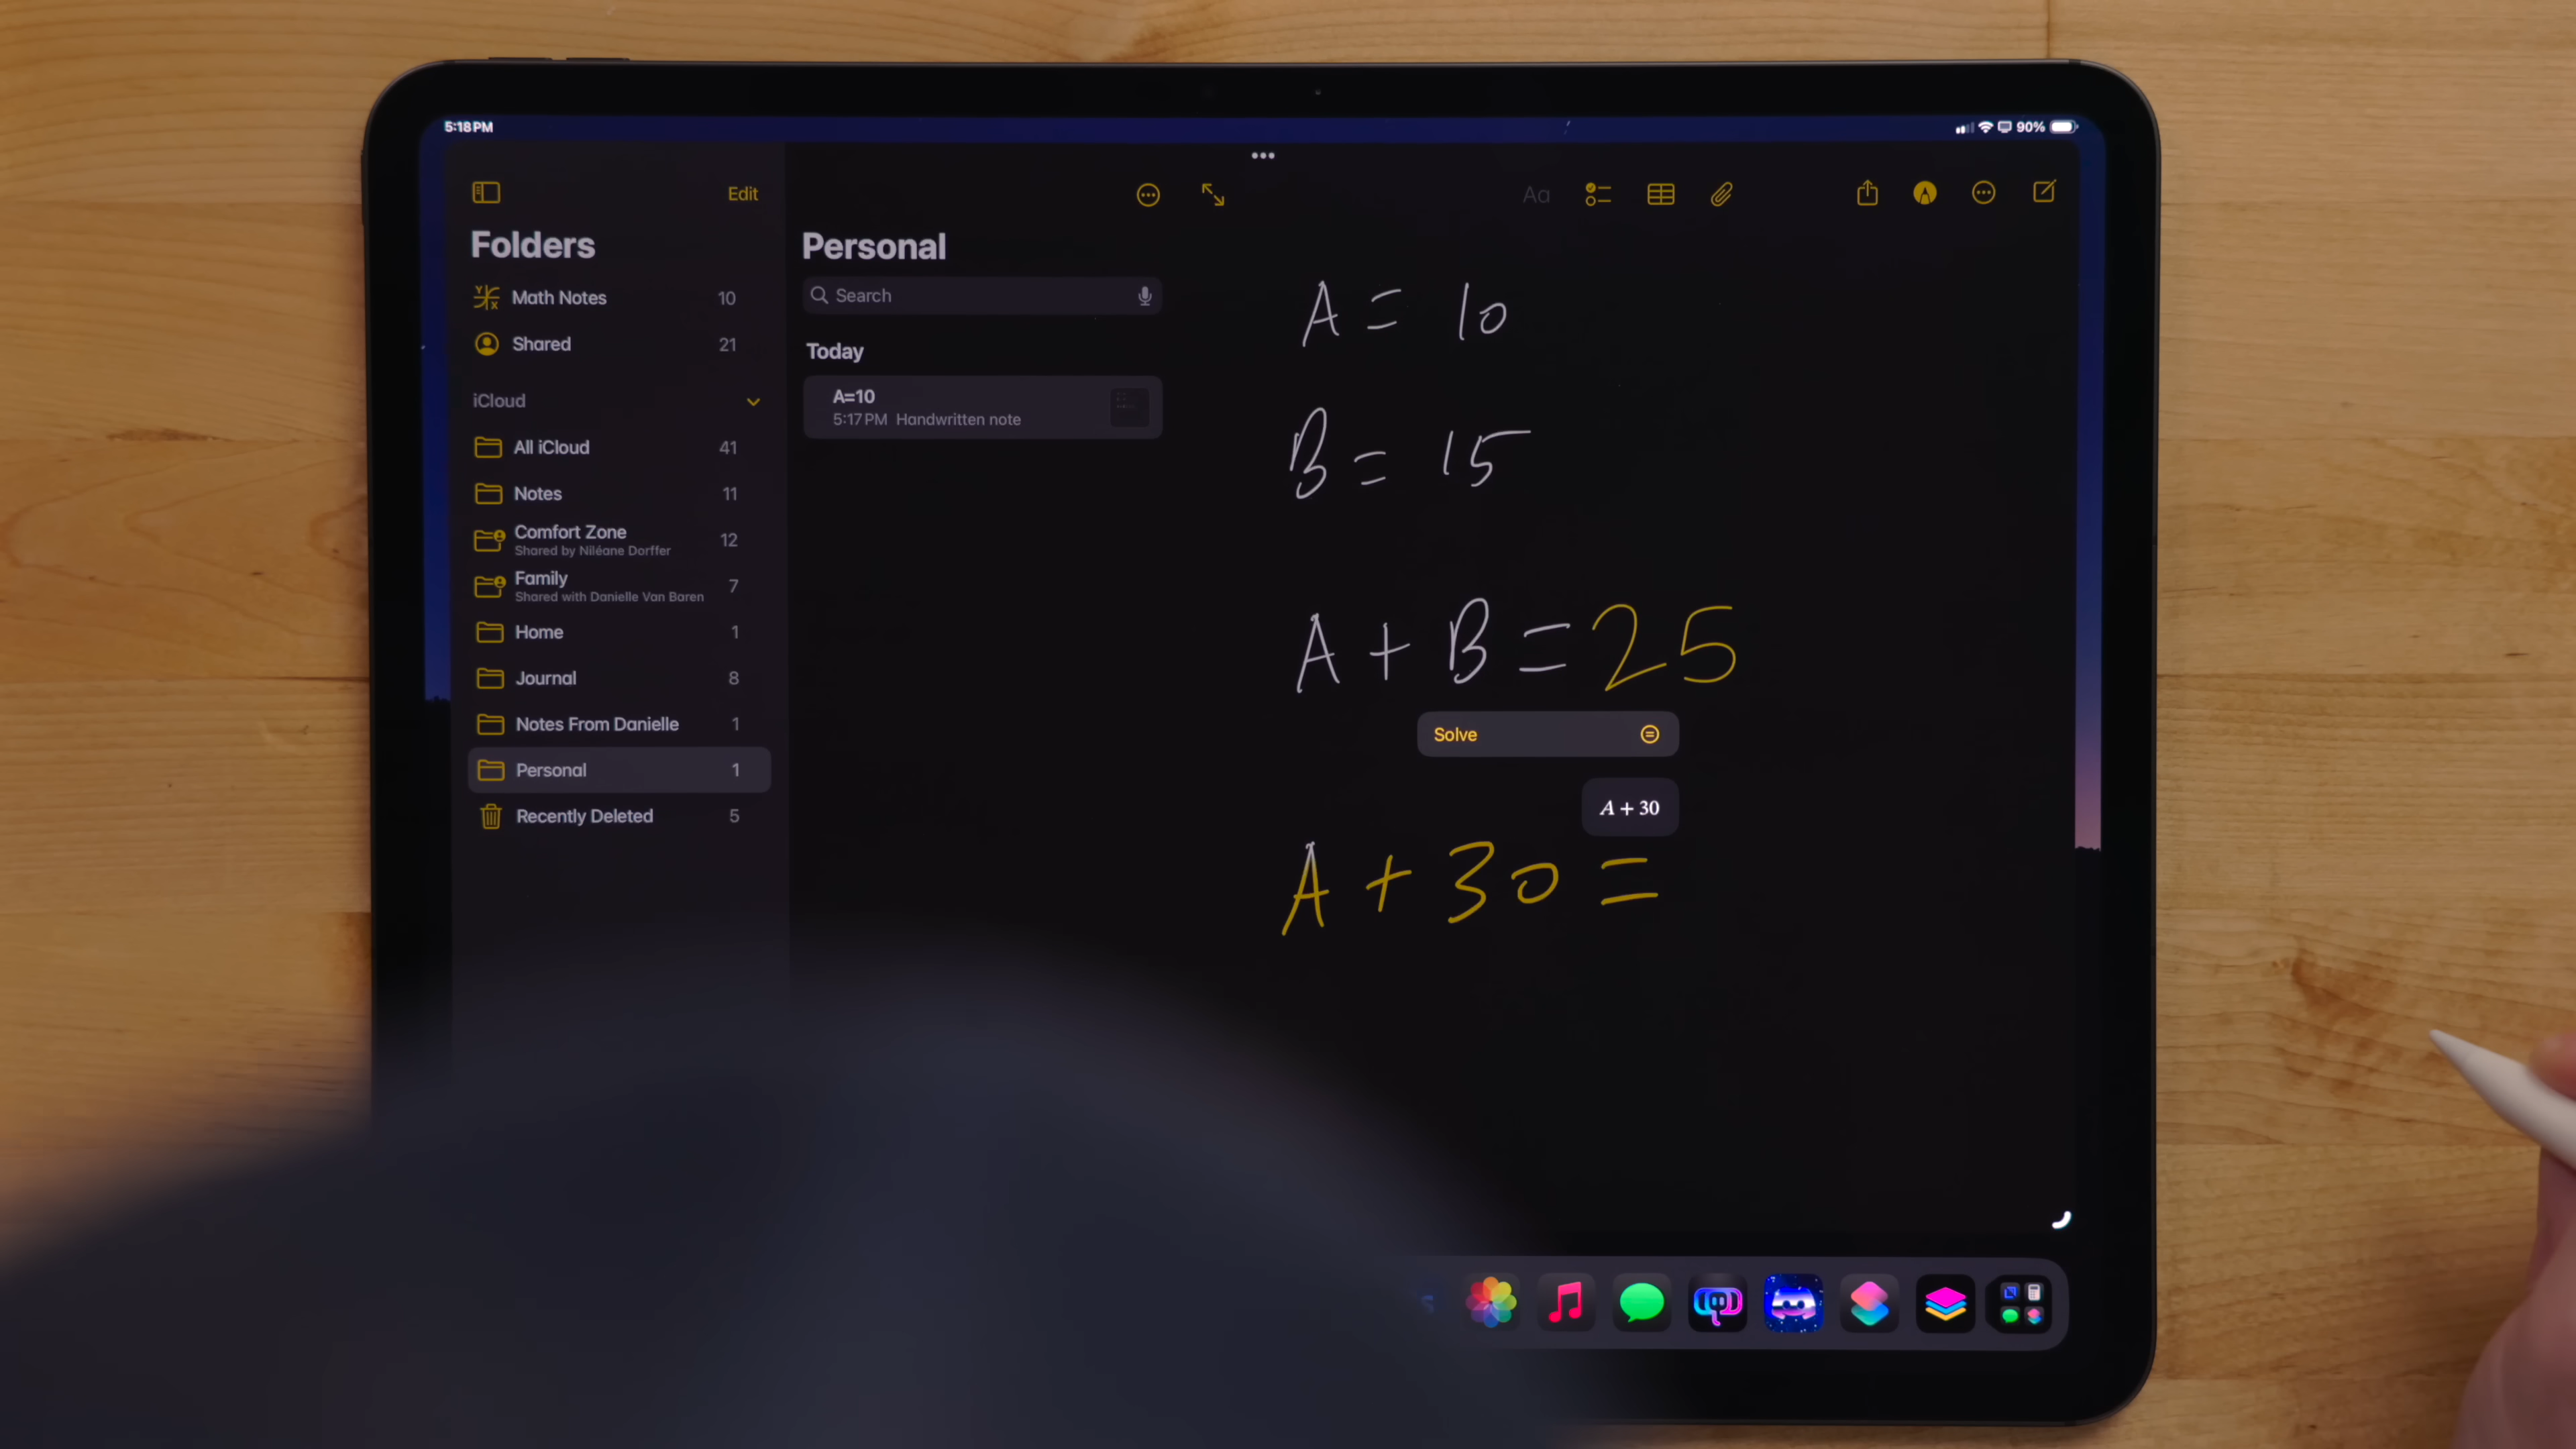 5:18 PM
90%
Edit
Folders
Math Notes 10
Shared 21
iCloud
All iCloud 41
Notes 11
Comfort Zone 12
Shared by Niléane Dorffer
Family 7
Shared with Danielle Van Baren
Home 1
Journal 8
Notes From Danielle 1
Personal 1
Recently Deleted 5
Personal
Search
Today
A=10
5:17 PM Handwritten note
Aa
A = 10
B = 15
A + B = 25
Solve
A + 30
A + 30 =